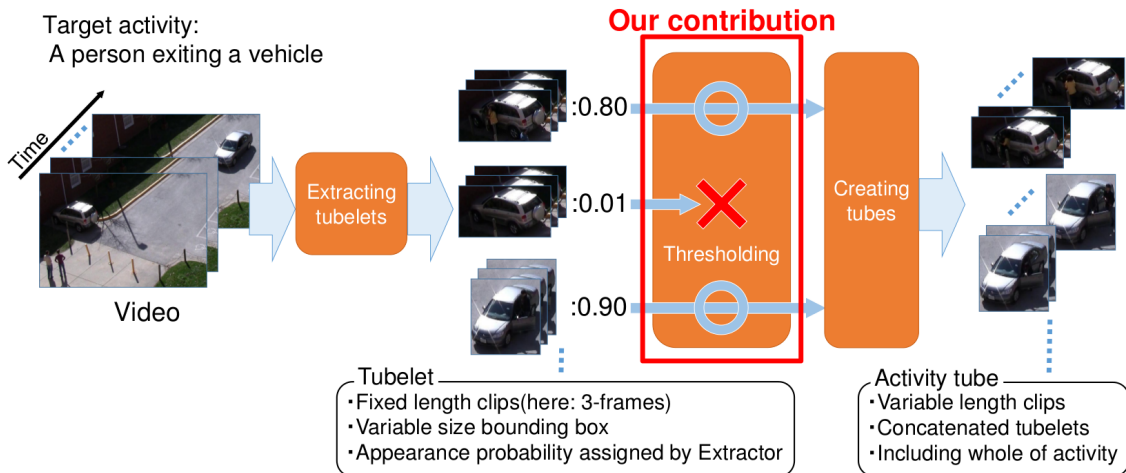 Target activity:
A person exiting a vehicle
Our contribution
Time
Video
Extracting
tubelets
:0.80
:0.01
:0.90
Thresholding
Creating
tubes
Tubelet
・Fixed length clips(here: 3-frames)
・Variable size bounding box
・Appearance probability assigned by Extractor
Activity tube
・Variable length clips
・Concatenated tubelets
・Including whole of activity